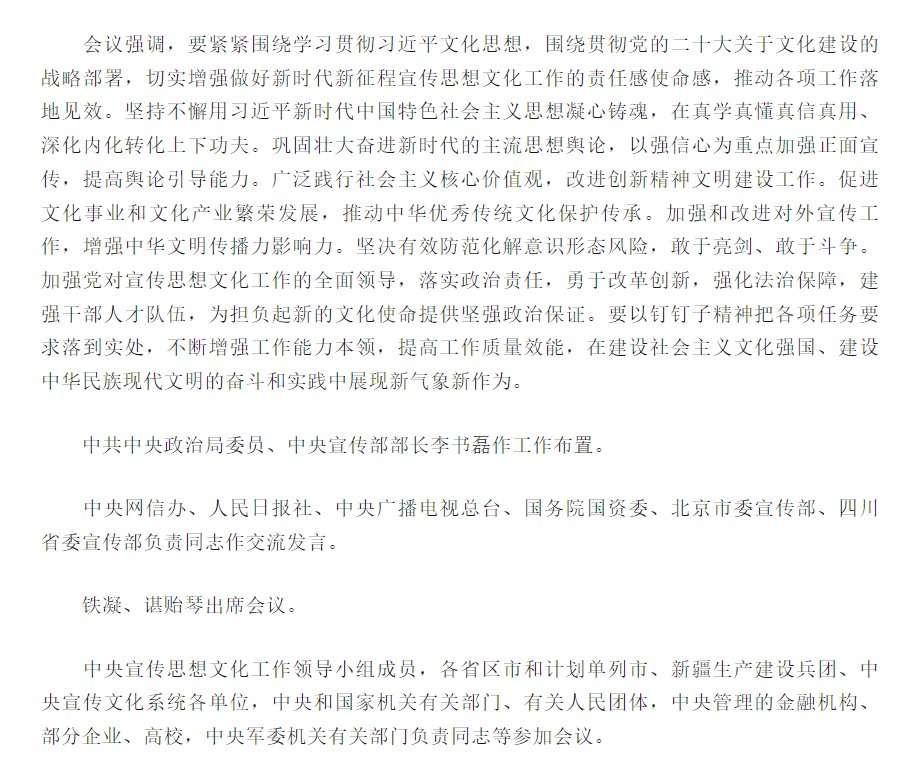 会议强调，要紧紧围绕学习贯彻习近平文化思想，围绕贯彻党的二十大关于文化建设的
战略部署，切实增强做好新时代新征程宣传思想文化工作的责任感使命感，推动各项工作落
地见效。坚持不懈用习近平新时代中国特色社会主义思想凝心铸魂，在真学真懂真信真用、
深化内化转化上下功夫。巩固壮大奋进新时代的主流思想舆论，以强信心为重点加强正面宣
传，提高舆论引导能力。广泛践行社会主义核心价值观，改进创新精神文明建设工作。促进
文化事业和文化产业繁荣发展，推动中华优秀传统文化保护传承。加强和改进对外宣传工
作，增强中华文明传播力影响力。坚决有效防范化解意识形态风险，敢于亮剑、敢于斗争。
加强党对宣传思想文化工作的全面领导，落实政治责任，勇于改革创新，强化法治保障，建
强干部人才队伍，为担负起新的文化使命提供坚强政治保证。要以钉钉子精神把各项任务要
求落到实处，不断增强工作能力本领，提高工作质量效能，在建设社会主义文化强国、建设
中华民族现代文明的奋斗和实践中展现新气象新作为。
中共中央政治局委员、中央宣传部部长李书磊作工作布置。
中央网信办、人民日报社、中央广播电视总台、国务院国资委、北京市委宣传部、四川
省委宣传部负责同志作交流发言。
铁凝、谌贻琴出席会议。
中央宣传思想文化工作领导小组成员，各省区市和计划单列市、新疆生产建设兵团、中
央宣传文化系统各单位，中央和国家机关有关部门、有关人民团体，中央管理的金融机构、
部分企业、高校，中央军委机关有关部门负责同志等参加会议。